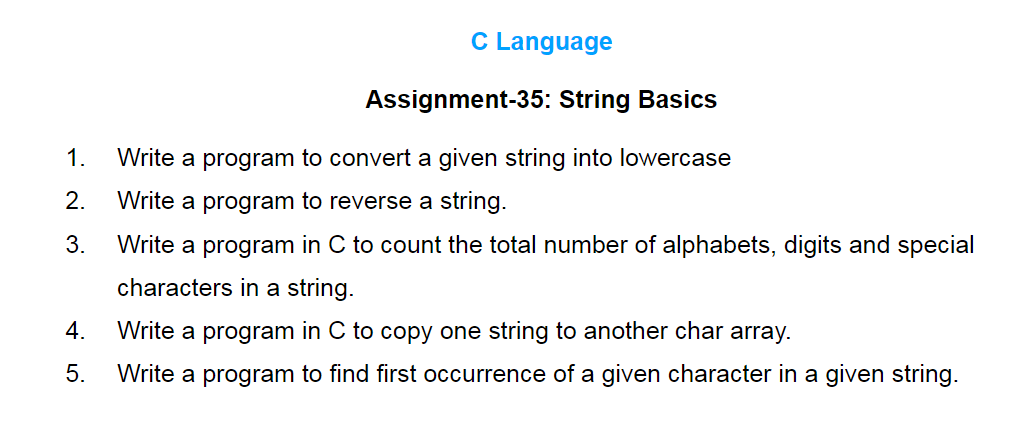 C Language
Assignment-35: String Basics
1. Write a program to convert a given string into lowercase
2. Write a program to reverse a string.
3. Write a program in C to count the total number of alphabets, digits and special
characters in a string.
4. Write a program in C to copy one string to another char array.
5. Write a program to find first occurrence of a given character in a given string.